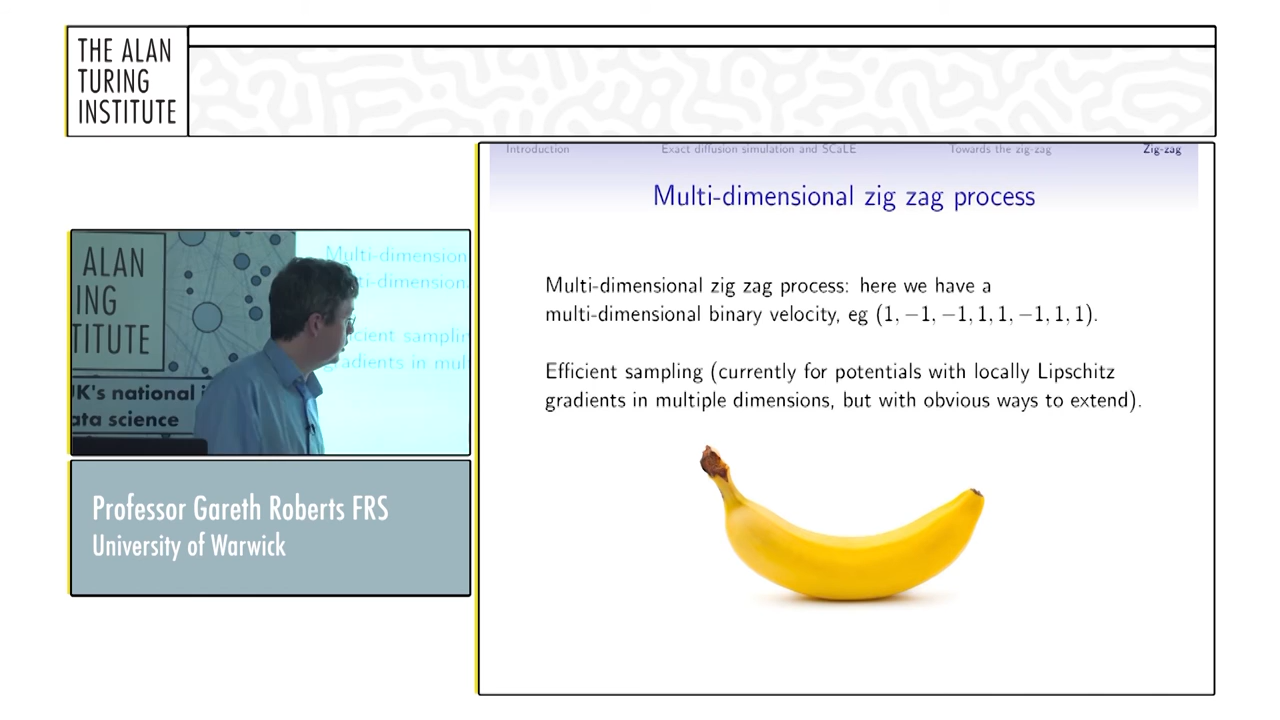 THE ALAN
TURING
INSTITUTE
Introduction
Exact diffusion simulation and SCaLE
Towards the zig-zag
Zig-zag
Multi-dimensional zig zag process
Multi-dimensional zig zag process: here we have a
multi-dimensional binary velocity, eg (1, −1, −1, 1, 1, −1, 1, 1).
Efficient sampling (currently for potentials with locally Lipschitz
gradients in multiple dimensions, but with obvious ways to extend).
ALAN
ING
TITUTE
UK's national i
ata science
Multi-dimension
ti-dimension
cient samplin
gradients in mul
Professor Gareth Roberts FRS
University of Warwick